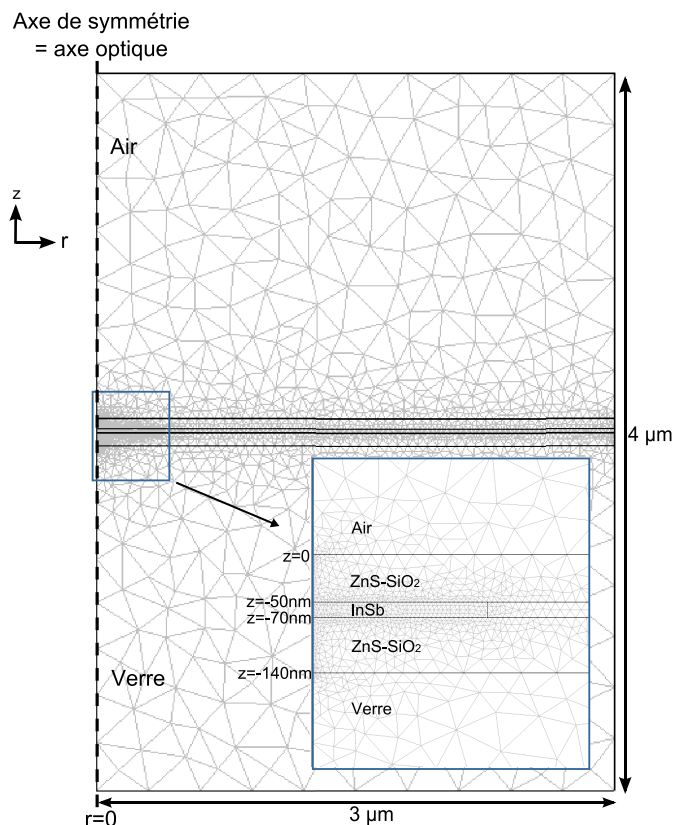 Axe de symmétrie
= axe optique
Air
z
r
4 μm
Air
z=0
ZnS-SiO₂
z=-50nm
InSb
z=-70nm
ZnS-SiO₂
z=-140nm
Verre
Verre
r=0
3 μm